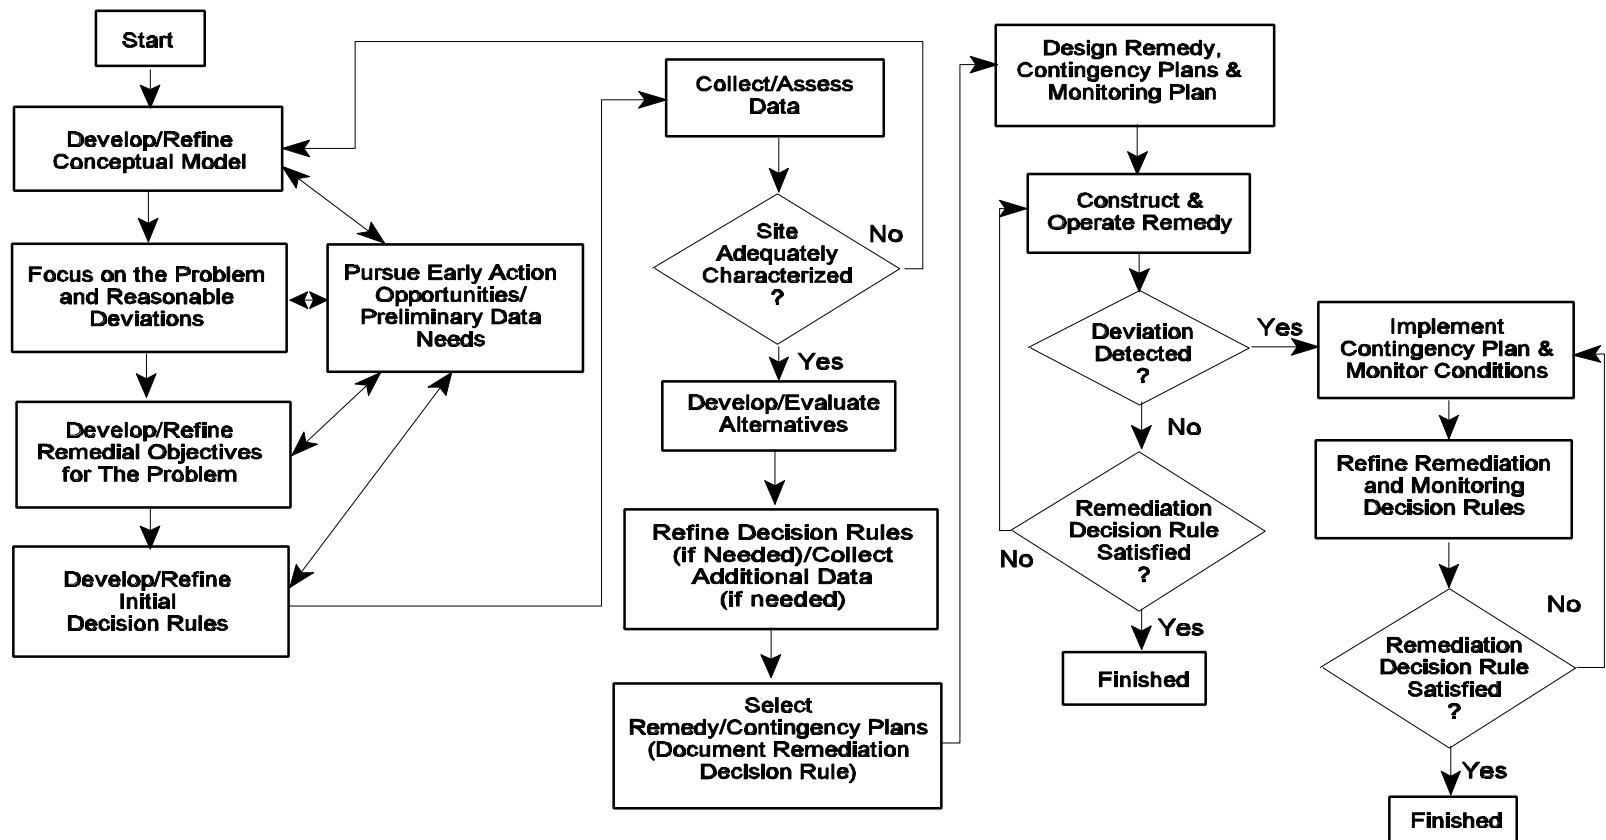 Start
Develop/Refine
Conceptual Model
Focus on the Problem
and Reasonable
Deviations
Pursue Early Action
Opportunities/
Preliminary Data
Needs
Develop/Refine
Remedial Objectives
for The Problem
Develop/Refine
Initial
Decision Rules
Collect/Assess
Data
Site
Adequately
Characterized
?
No
Yes
Develop/Evaluate
Alternatives
Refine Decision Rules
(if Needed)/Collect
Additional Data
(if needed)
Select
Remedy/Contingency Plans
(Document Remediation
Decision Rule)
Design Remedy,
Contingency Plans &
Monitoring Plan
Construct &
Operate Remedy
Deviation
Detected
?
Yes
No
Remediation
Decision Rule
Satisfied
?
No
Yes
Finished
Implement
Contingency Plan &
Monitor Conditions
Refine Remediation
and Monitoring
Decision Rules
Remediation
Decision Rule
Satisfied
?
No
Yes
Finished